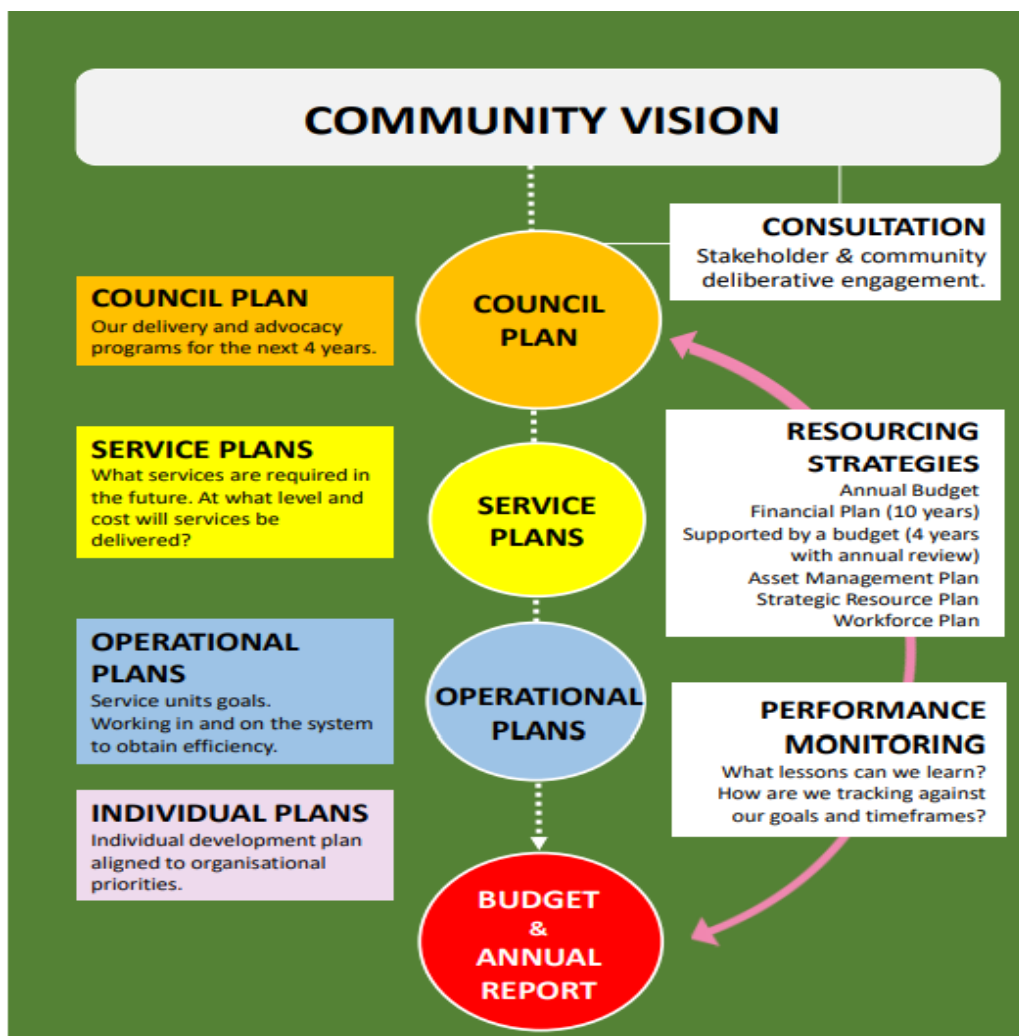 COMMUNITY VISION
CONSULTATION
Stakeholder & community
deliberative engagement.
COUNCIL PLAN
Our delivery and advocacy
programs for the next 4 years.
COUNCIL
PLAN
SERVICE PLANS
What services are required in
the future. At what level and
cost will services be
delivered?
SERVICE
PLANS
RESOURCING
STRATEGIES
Annual Budget
Financial Plan (10 years)
Supported by a budget (4 years
with annual review)
Asset Management Plan
Strategic Resource Plan
Workforce Plan
OPERATIONAL
PLANS
Service units goals.
Working in and on the system
to obtain efficiency.
OPERATIONAL
PLANS
PERFORMANCE
MONITORING
What lessons can we learn?
How are we tracking against
our goals and timeframes?
INDIVIDUAL PLANS
Individual development plan
aligned to organisational
priorities.
BUDGET
&
ANNUAL
REPORT